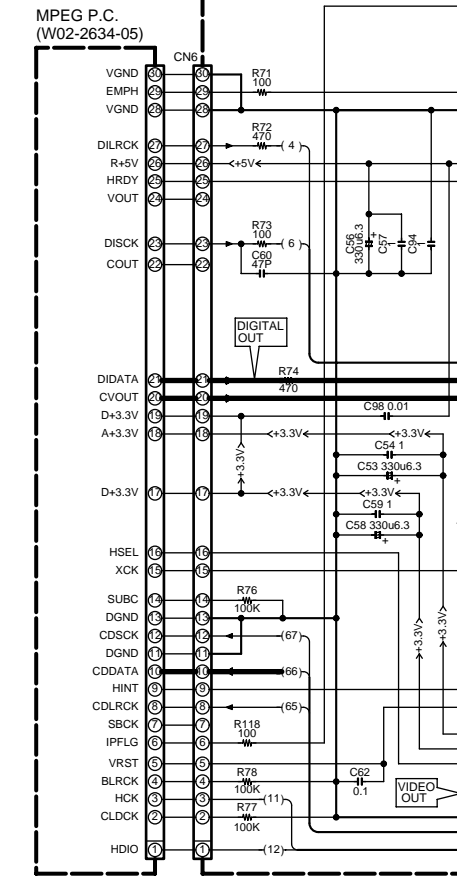 MPEG P.C.
(W02-2634-05)
CN6
VGND 30 30 R71
100
EMPH 29 29
VGND 28 28
R72
470
DILRCK 27 27 ( 4 )
R+5V 26 26 <+5V<
HRDY 25 25
VOUT 24 24
R73
100
DISCK 23 23 ( 6 )
C60
47P
COUT 22 22
C56
330u6.3
+
C57
1
C94
1
DIGITAL
OUT
R74
470
DIDATA 21 21
CVOUT 20 20
D+3.3V 19 19 C98 0.01
A+3.3V 18 18 <+3.3V< <+3.3V<
<+3.3V<
C54 1
C53 330u6.3
+
D+3.3V 17 17 <+3.3V< <+3.3V<
C59 1
C58 330u6.3
+
HSEL 16 16
XCK 15 15
R76
100K
SUBC 14 14
DGND 13 13
CDSCK 12 12 (67)
DGND 11 11
CDDATA 10 10 (66)
HINT 9 9
CDLRCK 8 8 (65)
SBCK 7 7
<+3.3V<
<+3.3V<
R118
100
IPFLG 6 6
VRST 5 5
R78
100K
BLRCK 4 4
C62
0.1
HCK 3 3 (11)
R77
100K
CLDCK 2 2
VIDEO
OUT
HDIO 1 1 (12)